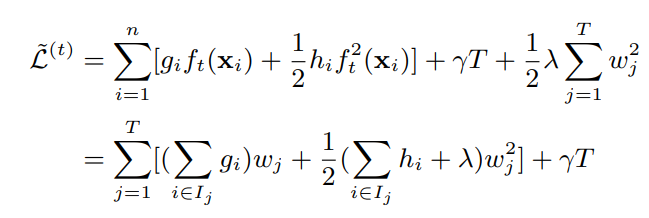 $\tilde{\mathcal{L}}^{(t)} = \sum_{i=1}^{n} [g_i f_t(\mathbf{x}_i) + \frac{1}{2} h_i f_t^2(\mathbf{x}_i)] + \gamma T + \frac{1}{2} \lambda \sum_{j=1}^{T} w_j^2$
$= \sum_{j=1}^{T} [(\sum_{i \in I_j} g_i) w_j + \frac{1}{2} (\sum_{i \in I_j} h_i + \lambda) w_j^2] + \gamma T$